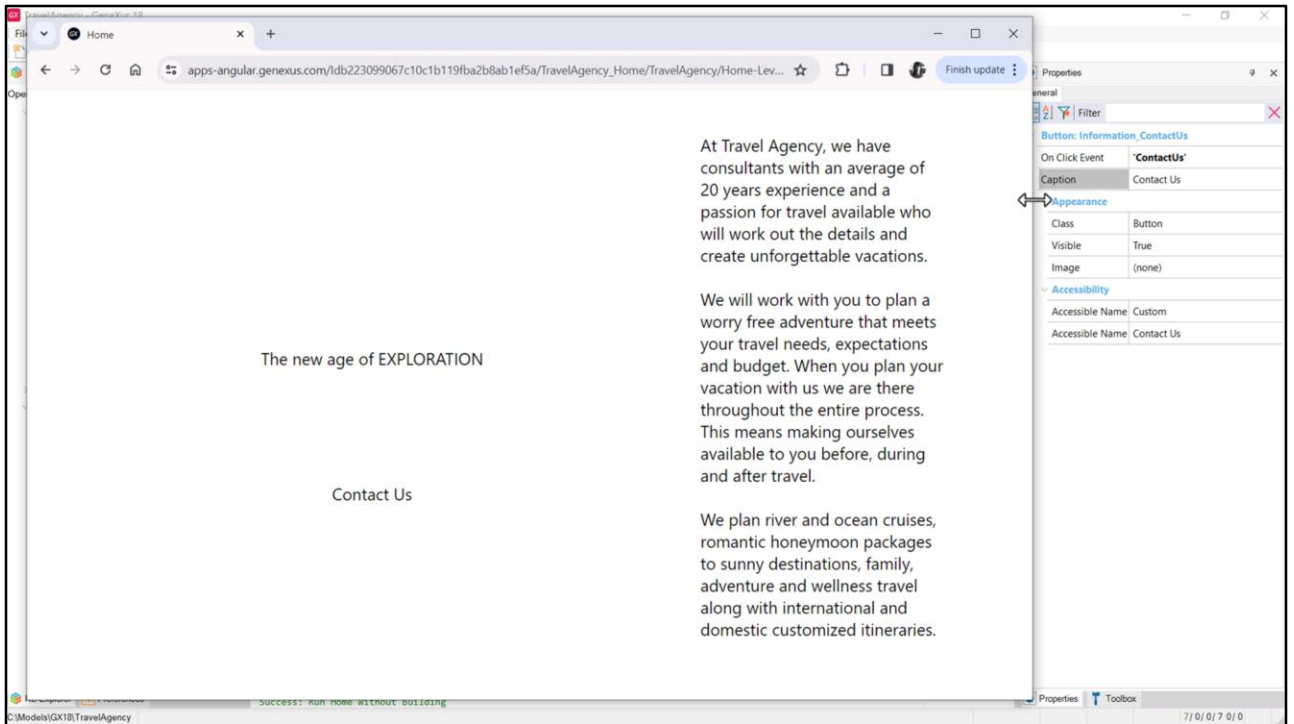 TravelAgency - GeneXus 18
Home
apps-angular.genexus.com/Idb223099067c10c1b119fba2b8ab1ef5a/TravelAgency_Home/TravelAgency/Home-Lev...
Finish update
Properties
Filter
Button: Information_ContactUs
On Click Event 'ContactUs'
Caption Contact Us
Appearance
Class Button
Visible True
Image (none)
Accessibility
Accessible Name Custom
Accessible Name Contact Us
At Travel Agency, we have
consultants with an average of
20 years experience and a
passion for travel available who
will work out the details and
create unforgettable vacations.
We will work with you to plan a
worry free adventure that meets
your travel needs, expectations
and budget. When you plan your
vacation with us we are there
throughout the entire process.
This means making ourselves
available to you before, during
and after travel.
We plan river and ocean cruises,
romantic honeymoon packages
to sunny destinations, family,
adventure and wellness travel
along with international and
domestic customized itineraries.
The new age of EXPLORATION
Contact Us
Success: Run Home Without Building
Properties Toolbox
C:\Models\GX18\TravelAgency
7/0/0/7 0/0